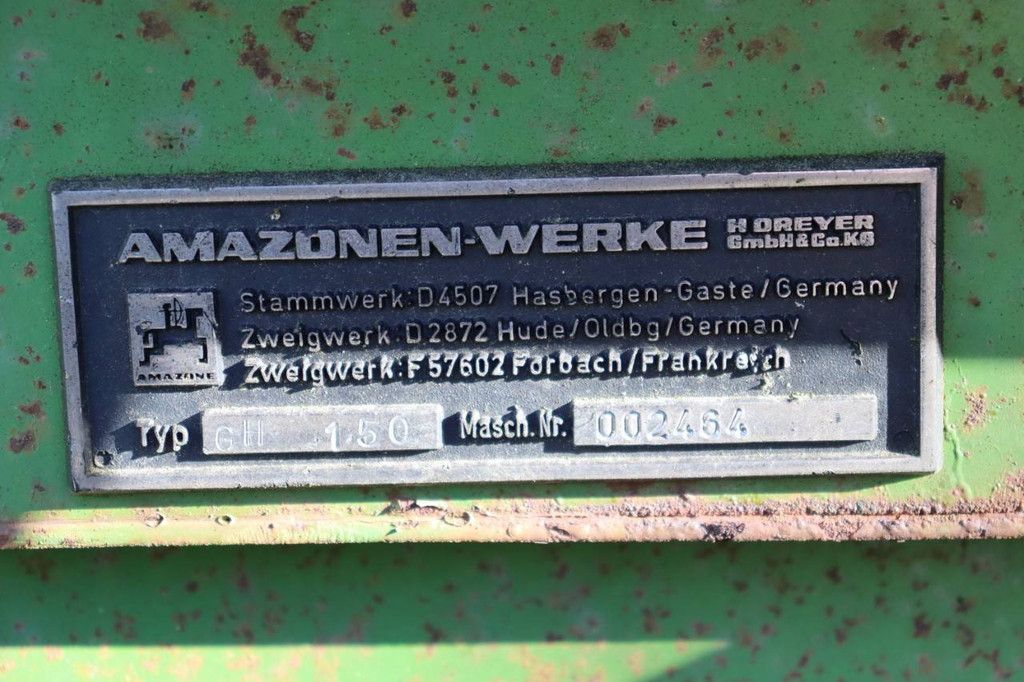 AMAZONEN-WERKE H DREYER
GmbH & Co.KG
Stammwerk: D4507 Hasbergen-Gaste/Germany
Zweigwerk: D2872 Hude/Oldbg/Germany
Zweigwerk: F57602 Forbach/Frankreich
AMAZONE
Typ GH 150 Masch.Nr. 002464